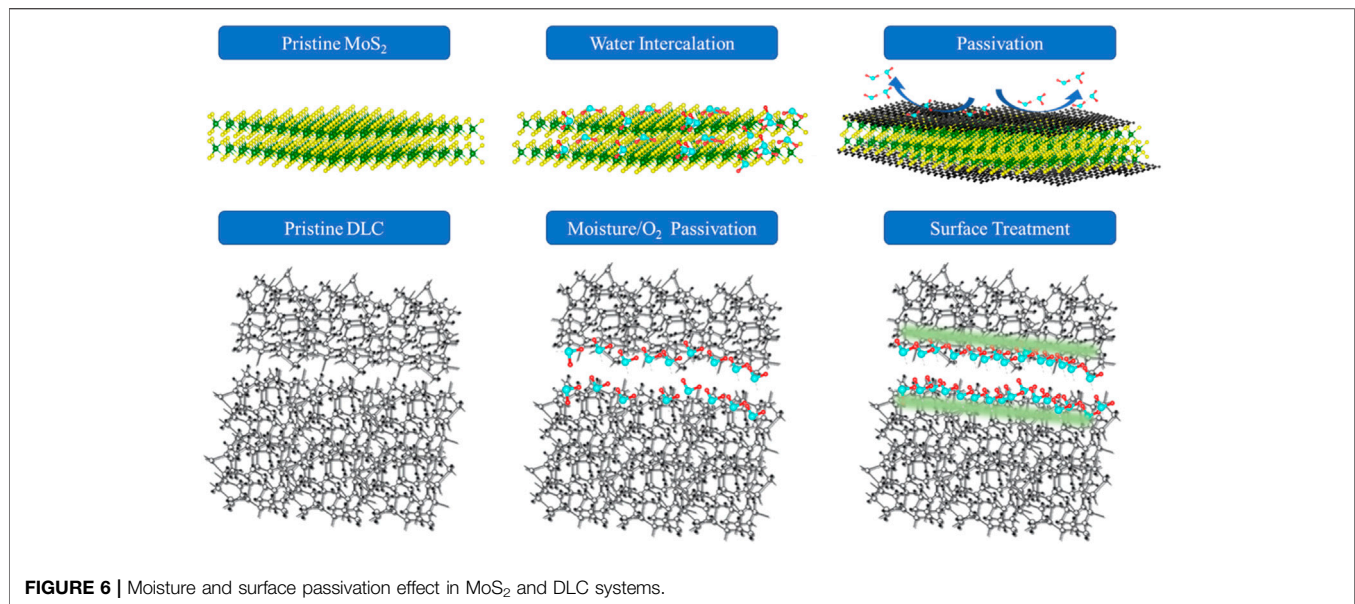 Pristine MoS₂
Water Intercalation
Passivation
Pristine DLC
Moisture/O₂ Passivation
Surface Treatment
FIGURE 6 | Moisture and surface passivation effect in MoS₂ and DLC systems.